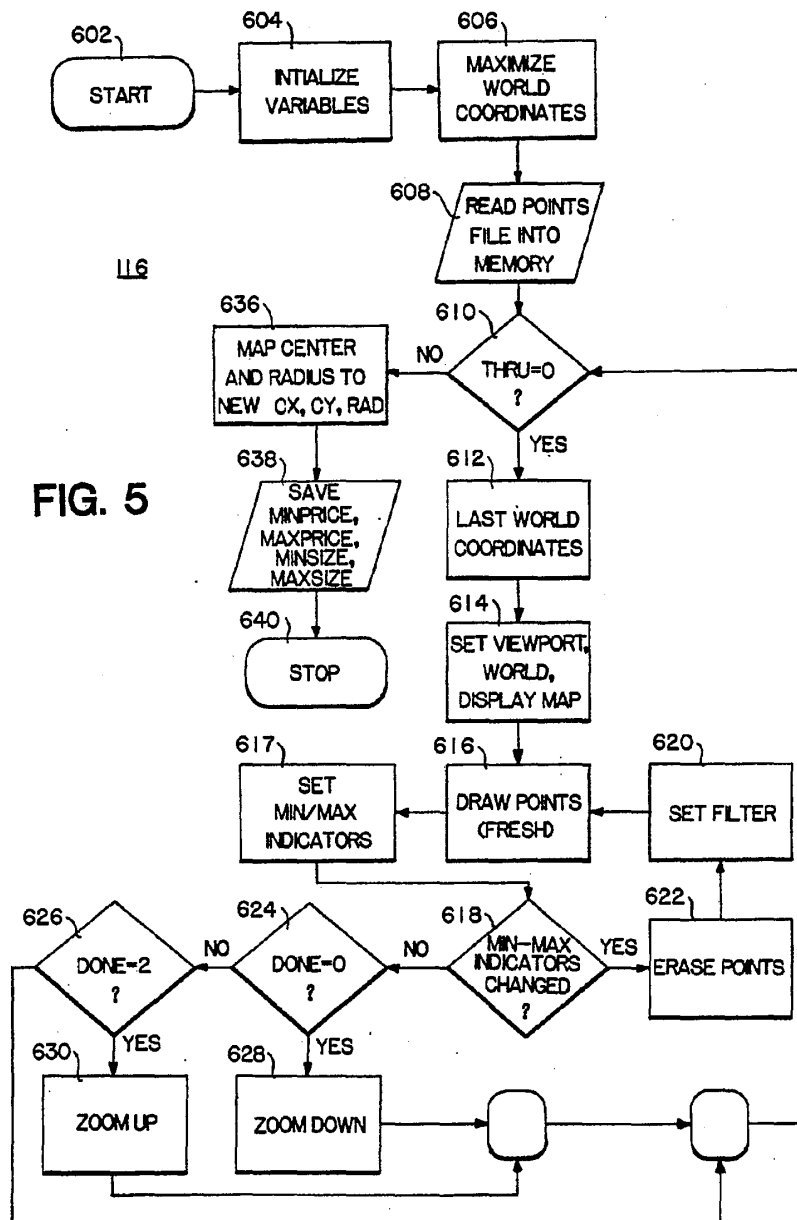 602
START
604
INTIALIZE
VARIABLES
606
MAXIMIZE
WORLD
COORDINATES
608
READ POINTS
FILE INTO
MEMORY
116
610
THRU=0
?
NO
YES
636
MAP CENTER
AND RADIUS TO
NEW CX, CY, RAD
638
SAVE
MINPRICE,
MAXPRICE,
MINSIZE,
MAXSIZE
640
STOP
FIG. 5
612
LAST WORLD
COORDINATES
614
SET VIEWPORT,
WORLD,
DISPLAY MAP
616
DRAW POINTS
(FRESH)
617
SET
MIN/MAX
INDICATORS
620
SET FILTER
622
ERASE POINTS
618
MIN-MAX
INDICATORS
CHANGED
?
YES
NO
624
DONE=0
?
NO
YES
626
DONE=2
?
YES
628
ZOOM DOWN
630
ZOOM UP